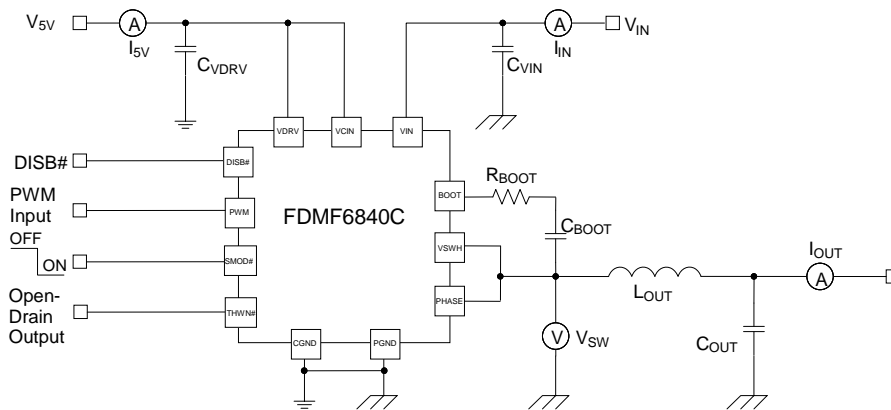 V5V
A
I5V
CVDRV
A
IIN
VIN
CVIN
VDRV
VCIN
VIN
DISB#
DISB#
PWM
Input
PWM
OFF
ON
SMOD#
Open-
Drain
Output
THWN#
FDMF6840C
BOOT
RBOOT
CBOOT
VSWH
PHASE
CGND
PGND
V
VSW
LOUT
IOUT
A
COUT